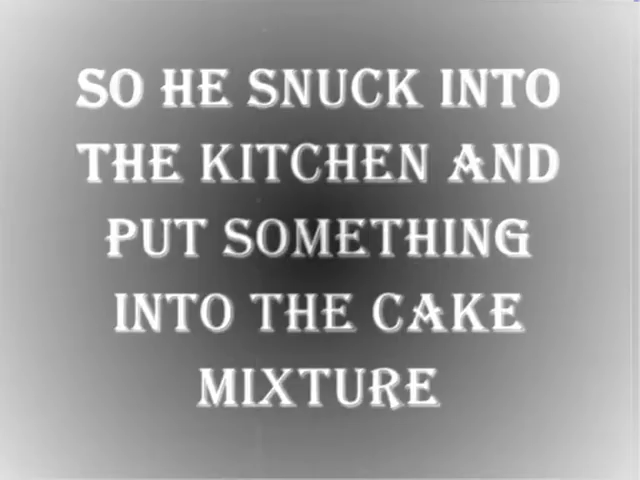 SO HE SNUCK INTO
THE KITCHEN AND
PUT SOMETHING
INTO THE CAKE
MIXTURE